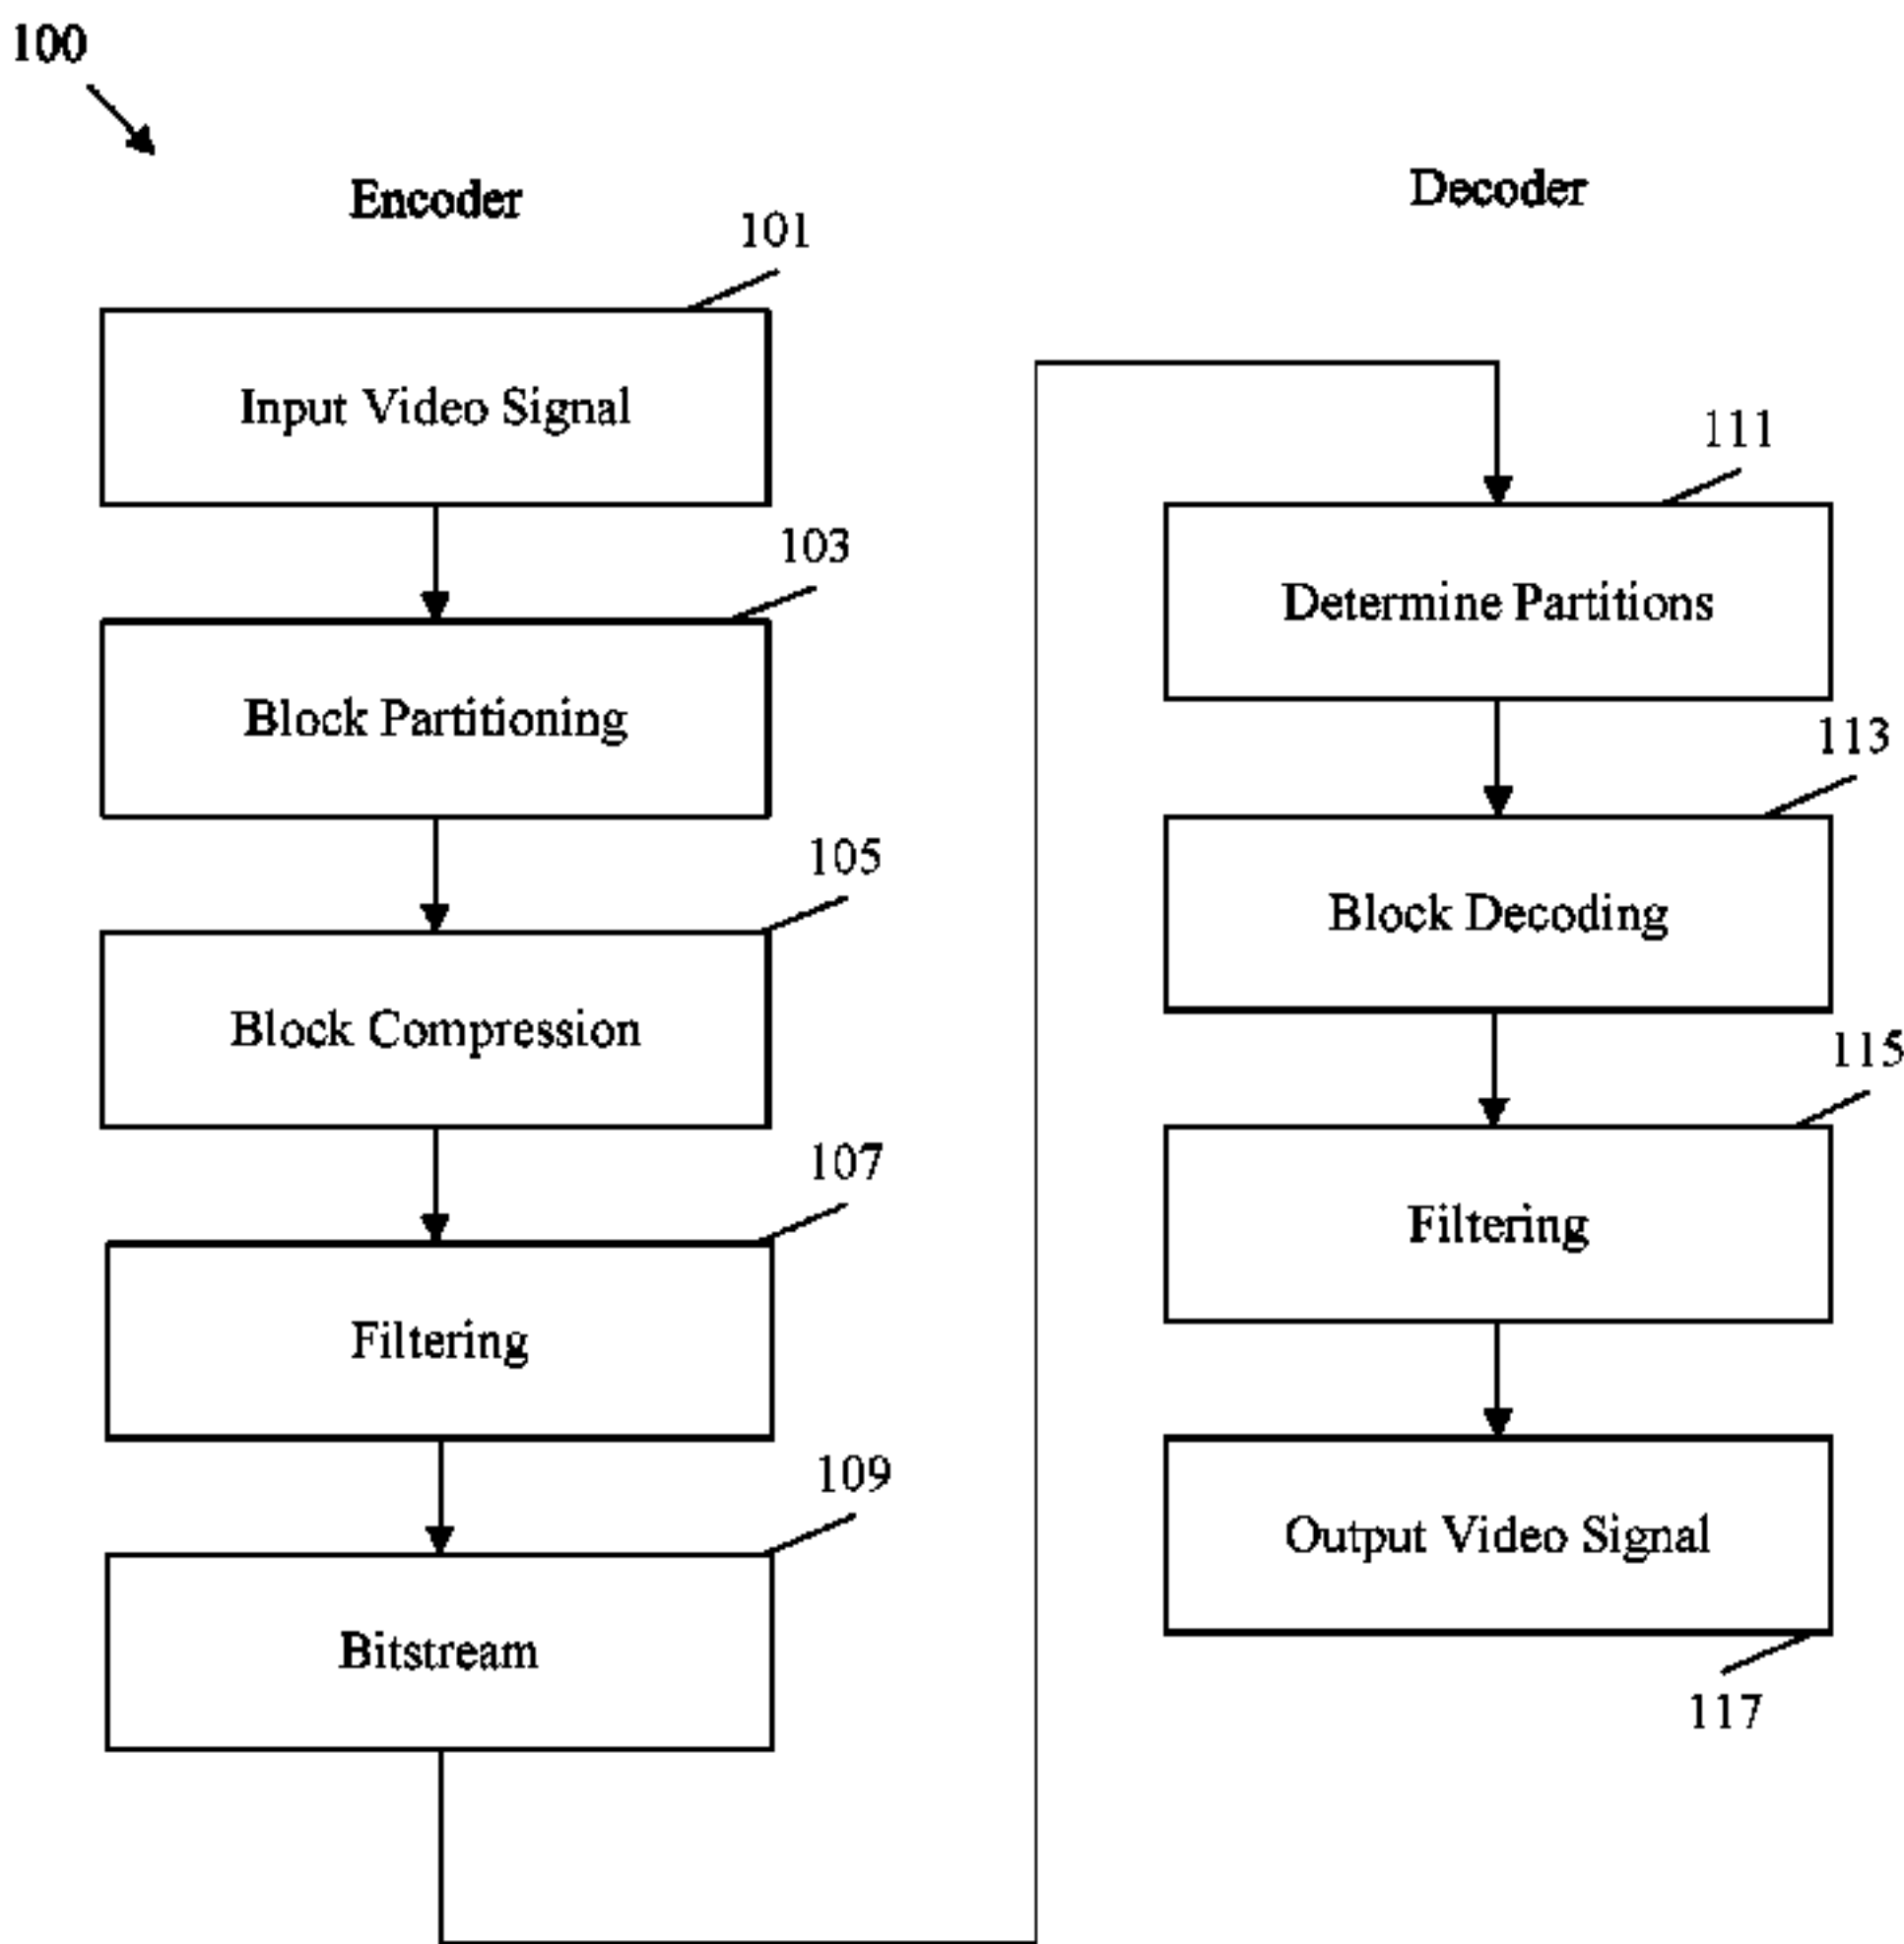 100
Encoder
101
Input Video Signal
103
Block Partitioning
105
Block Compression
107
Filtering
109
Bitstream
Decoder
111
Determine Partitions
113
Block Decoding
115
Filtering
Output Video Signal
117